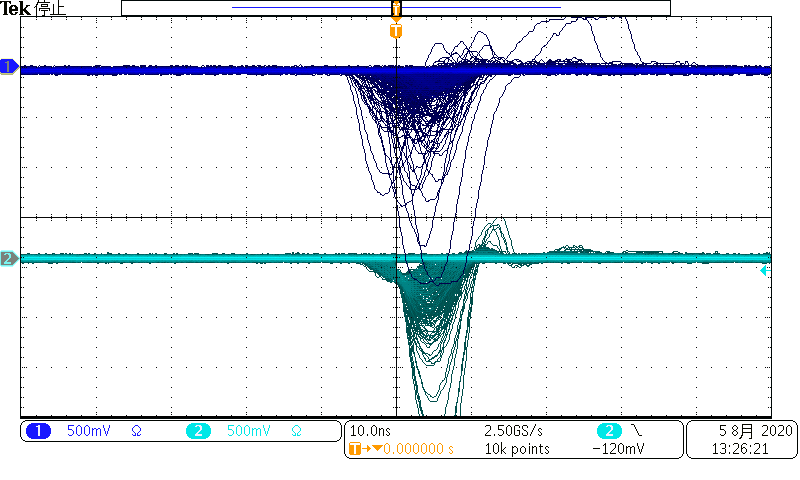 Tek 停止
T
T
1
2
1 500mV Ω 2 500mV Ω
10.0ns 2.50GS/s 2 -120mV
T→▼0.000000 s 10k points
5 8月 2020
13:26:21